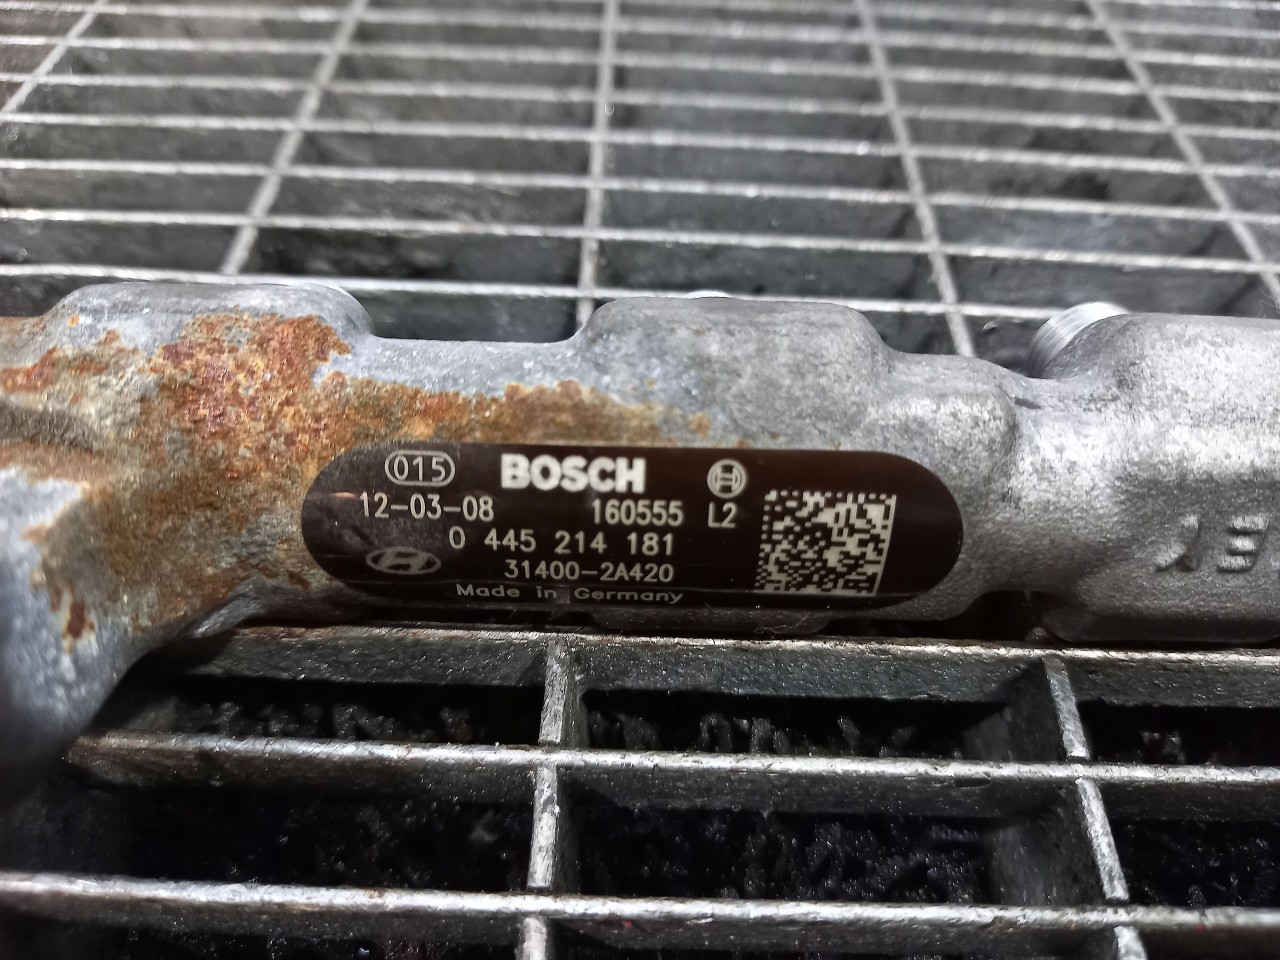 015 BOSCH
12-03-08 160555 L2
0 445 214 181
31400-2A420
Made in Germany